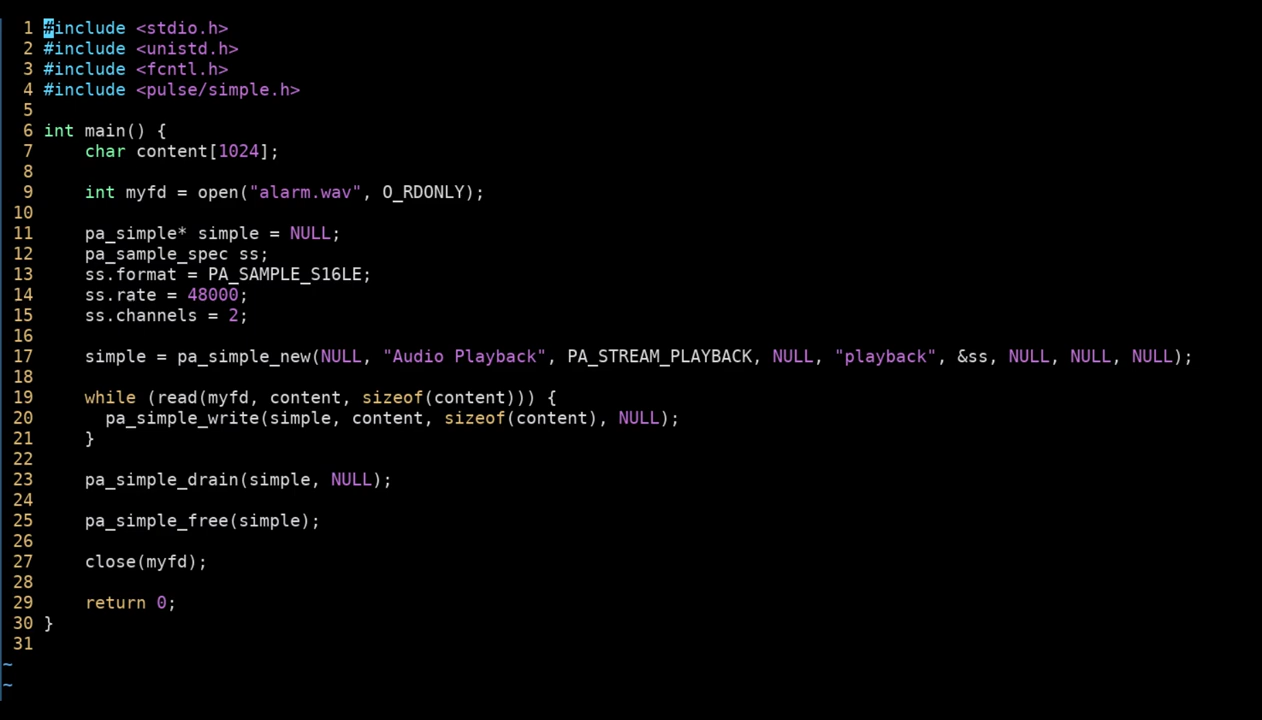 1 #include <stdio.h>
2 #include <unistd.h>
3 #include <fcntl.h>
4 #include <pulse/simple.h>
5
6 int main() {
7     char content[1024];
8
9     int myfd = open("alarm.wav", O_RDONLY);
10
11     pa_simple* simple = NULL;
12     pa_sample_spec ss;
13     ss.format = PA_SAMPLE_S16LE;
14     ss.rate = 48000;
15     ss.channels = 2;
16
17     simple = pa_simple_new(NULL, "Audio Playback", PA_STREAM_PLAYBACK, NULL, "playback", &ss, NULL, NULL, NULL);
18
19     while (read(myfd, content, sizeof(content))) {
20       pa_simple_write(simple, content, sizeof(content), NULL);
21     }
22
23     pa_simple_drain(simple, NULL);
24
25     pa_simple_free(simple);
26
27     close(myfd);
28
29     return 0;
30 }
31
~
~